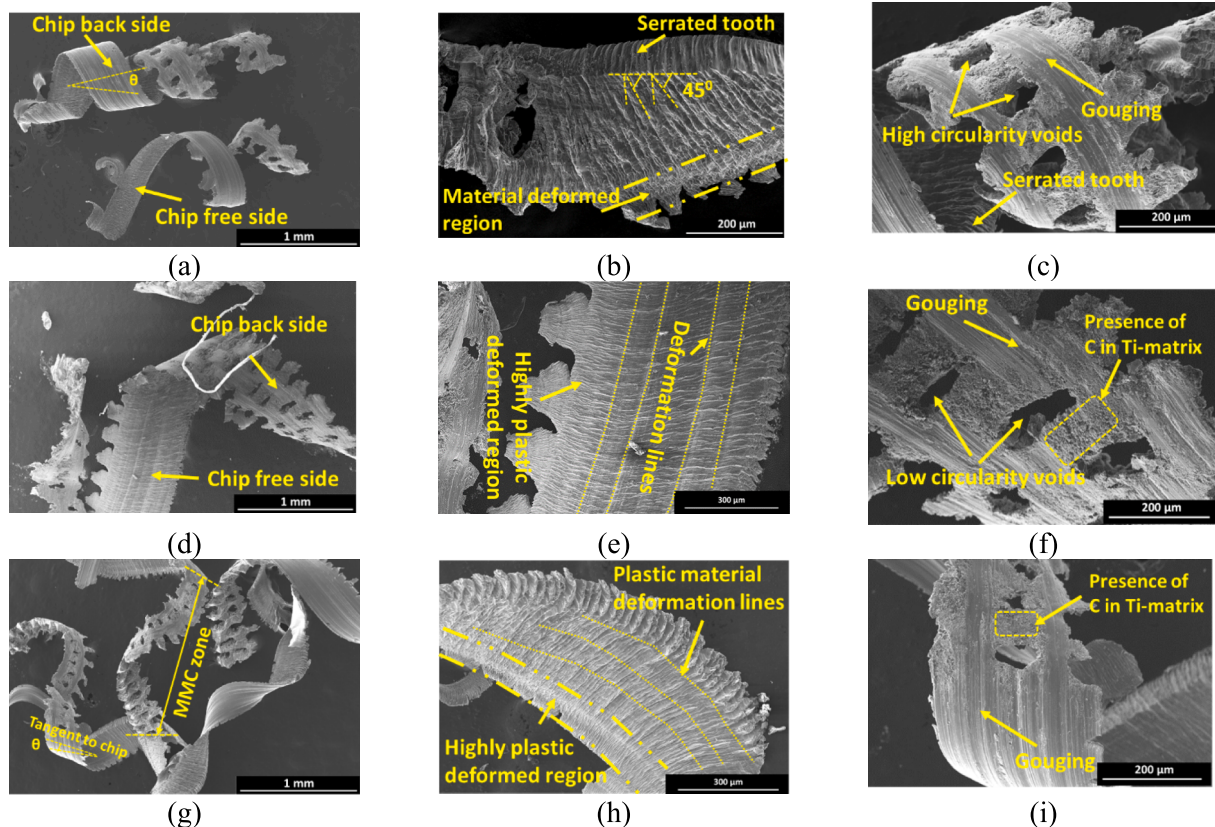 Chip back side
θ
Chip free side
1 mm
(a)
Serrated tooth
45⁰
Material deformed
region
200 µm
(b)
Gouging
High circularity voids
Serrated tooth
200 µm
(c)
Chip back side
Chip free side
1 mm
(d)
Highly plastic
deformed region
Deformation lines
300 µm
(e)
Gouging
Presence of
C in Ti-matrix
Low circularity voids
200 µm
(f)
MMC zone
Tangent to chip
θ
1 mm
(g)
Plastic material
deformation lines
Highly plastic
deformed region
300 µm
(h)
Presence of
C in Ti-matrix
Gouging
200 µm
(i)